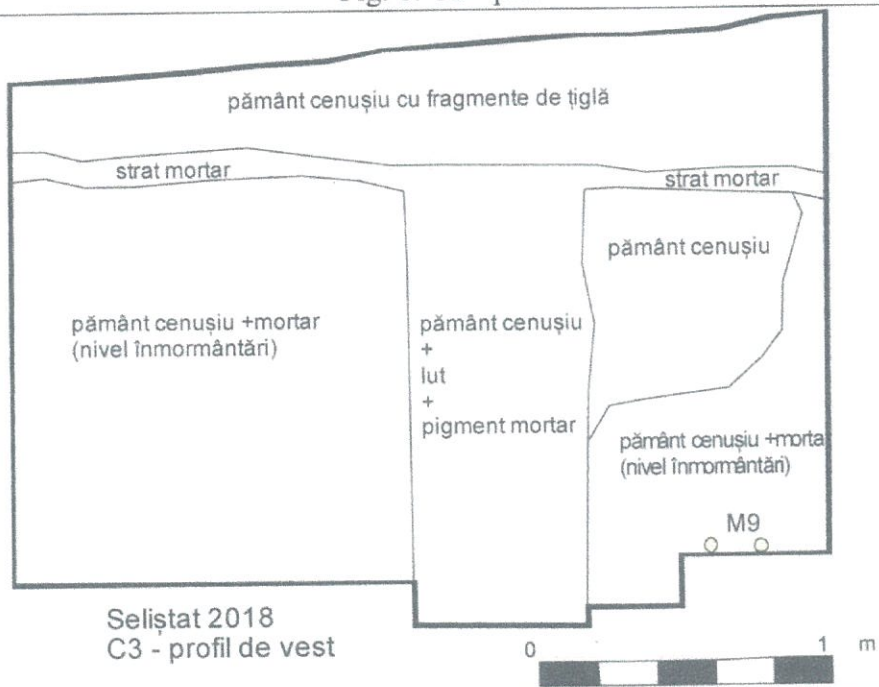 pământ cenușiu cu fragmente de țiglă
strat mortar
strat mortar
pământ cenușiu
pământ cenușiu +mortar
(nivel înmormântări)
pământ cenușiu
+
lut
+
pigment mortar
pământ cenușiu +morta
(nivel înmormântări)
M9
Seliștat 2018
C3 - profil de vest
0 1 m